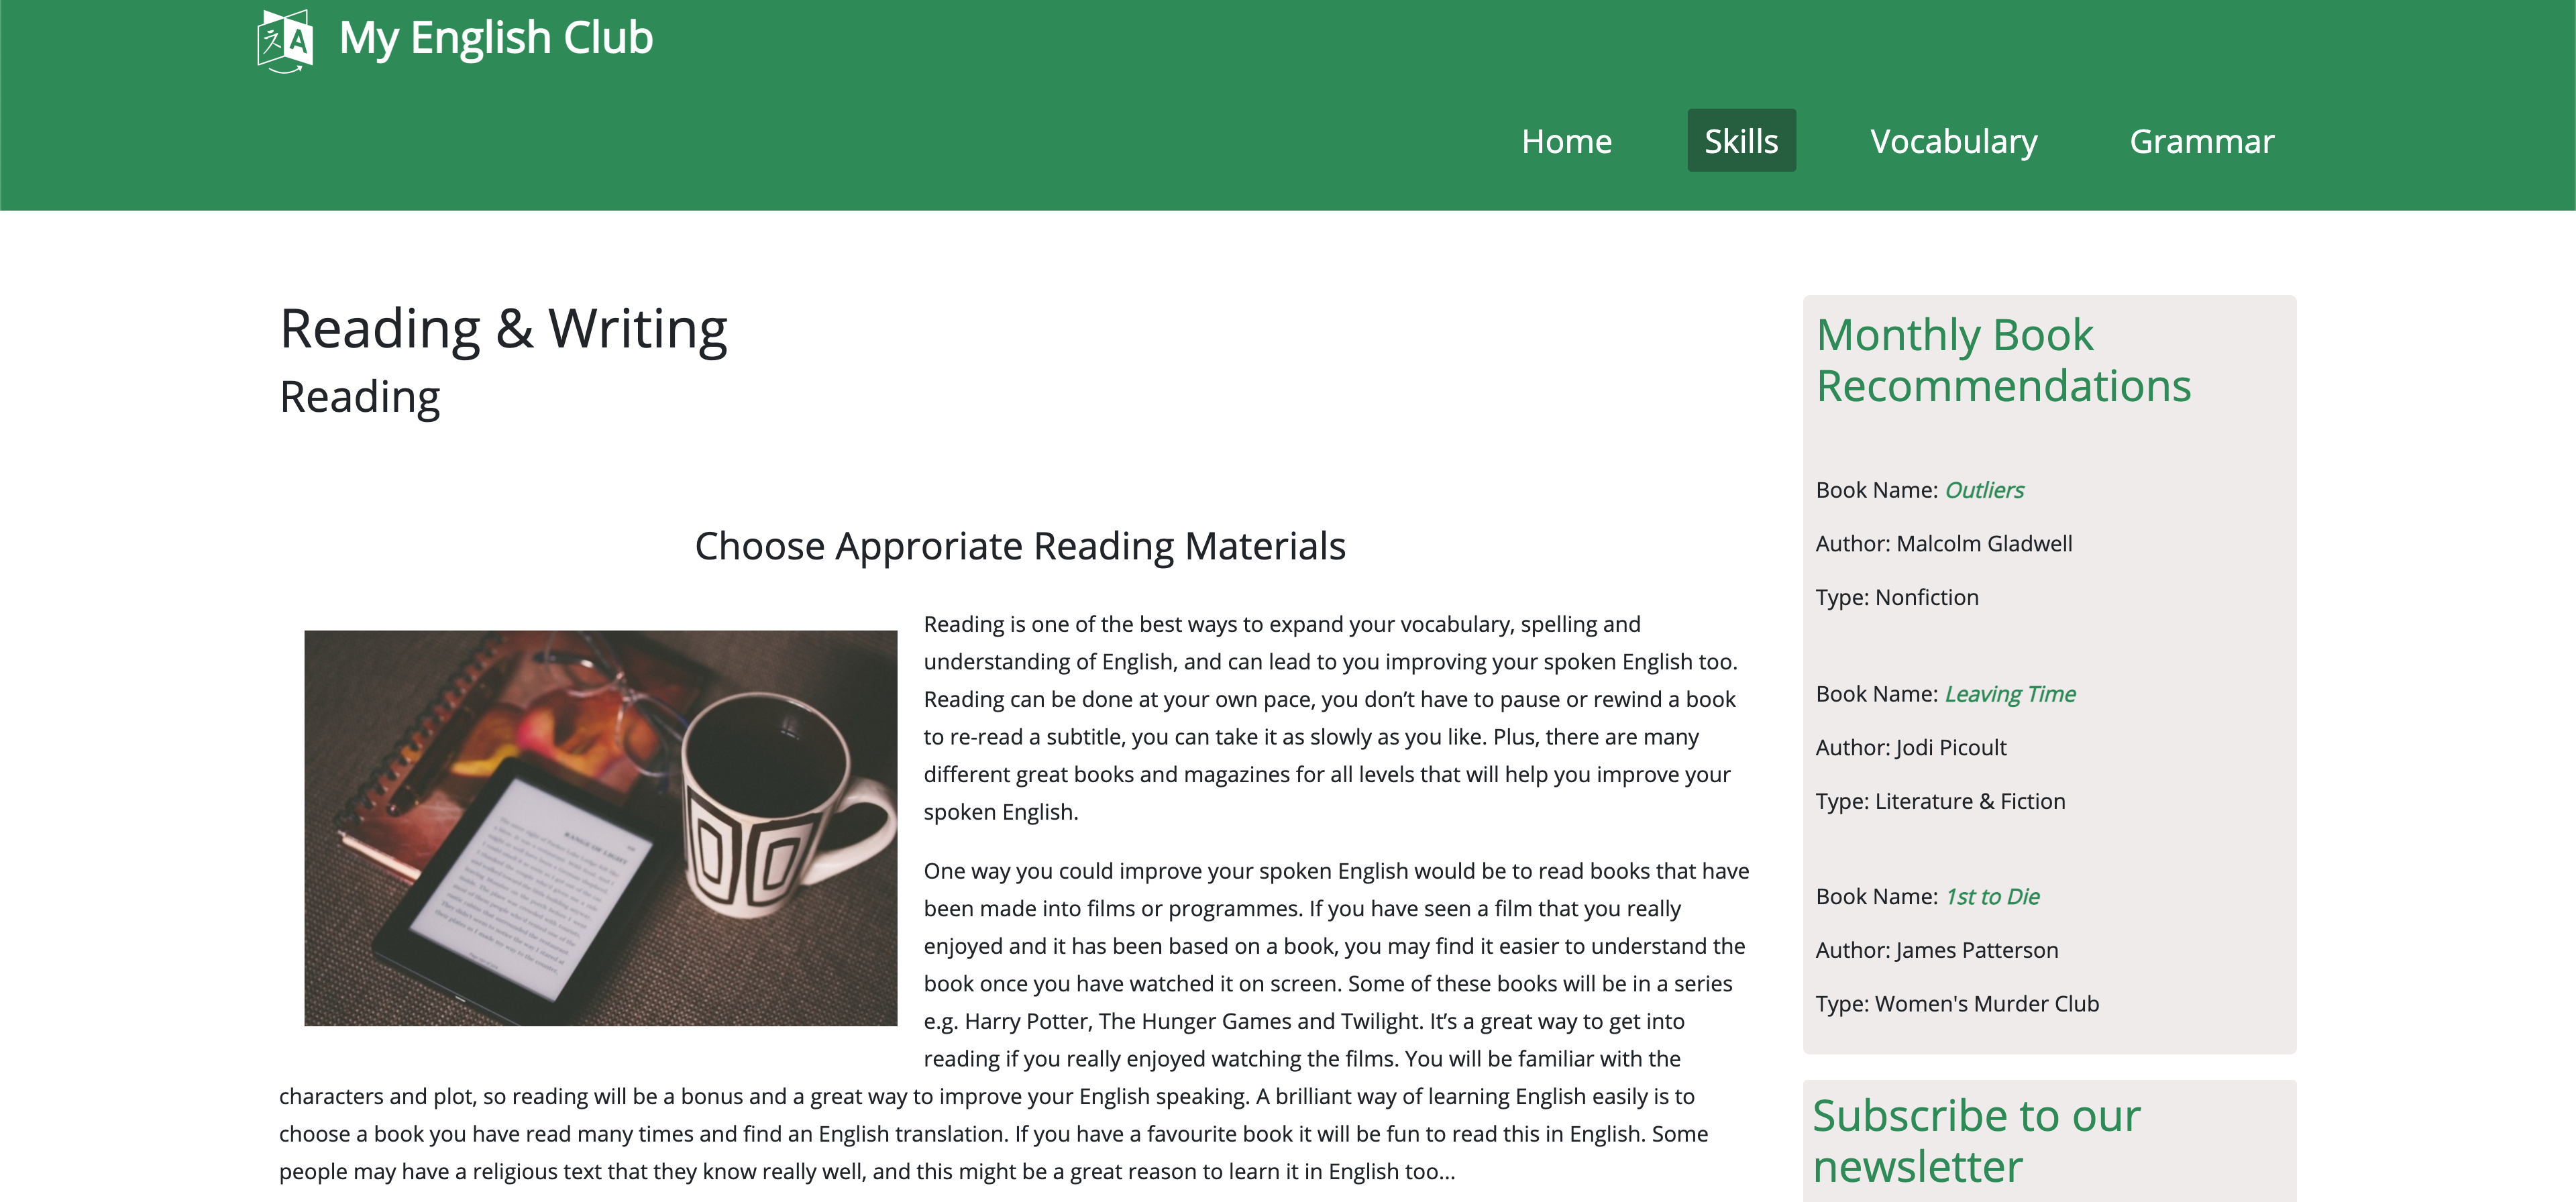 My English Club
Home Skills Vocabulary Grammar
Reading & Writing
Reading
Choose Approriate Reading Materials
Reading is one of the best ways to expand your vocabulary, spelling and
understanding of English, and can lead to you improving your spoken English too.
Reading can be done at your own pace, you don’t have to pause or rewind a book
to re-read a subtitle, you can take it as slowly as you like. Plus, there are many
different great books and magazines for all levels that will help you improve your
spoken English.
One way you could improve your spoken English would be to read books that have
been made into films or programmes. If you have seen a film that you really
enjoyed and it has been based on a book, you may find it easier to understand the
book once you have watched it on screen. Some of these books will be in a series
e.g. Harry Potter, The Hunger Games and Twilight. It’s a great way to get into
reading if you really enjoyed watching the films. You will be familiar with the
characters and plot, so reading will be a bonus and a great way to improve your English speaking. A brilliant way of learning English easily is to
choose a book you have read many times and find an English translation. If you have a favourite book it will be fun to read this in English. Some
people may have a religious text that they know really well, and this might be a great reason to learn it in English too...
Monthly Book
Recommendations
Book Name: Outliers
Author: Malcolm Gladwell
Type: Nonfiction
Book Name: Leaving Time
Author: Jodi Picoult
Type: Literature & Fiction
Book Name: 1st to Die
Author: James Patterson
Type: Women's Murder Club
Subscribe to our
newsletter